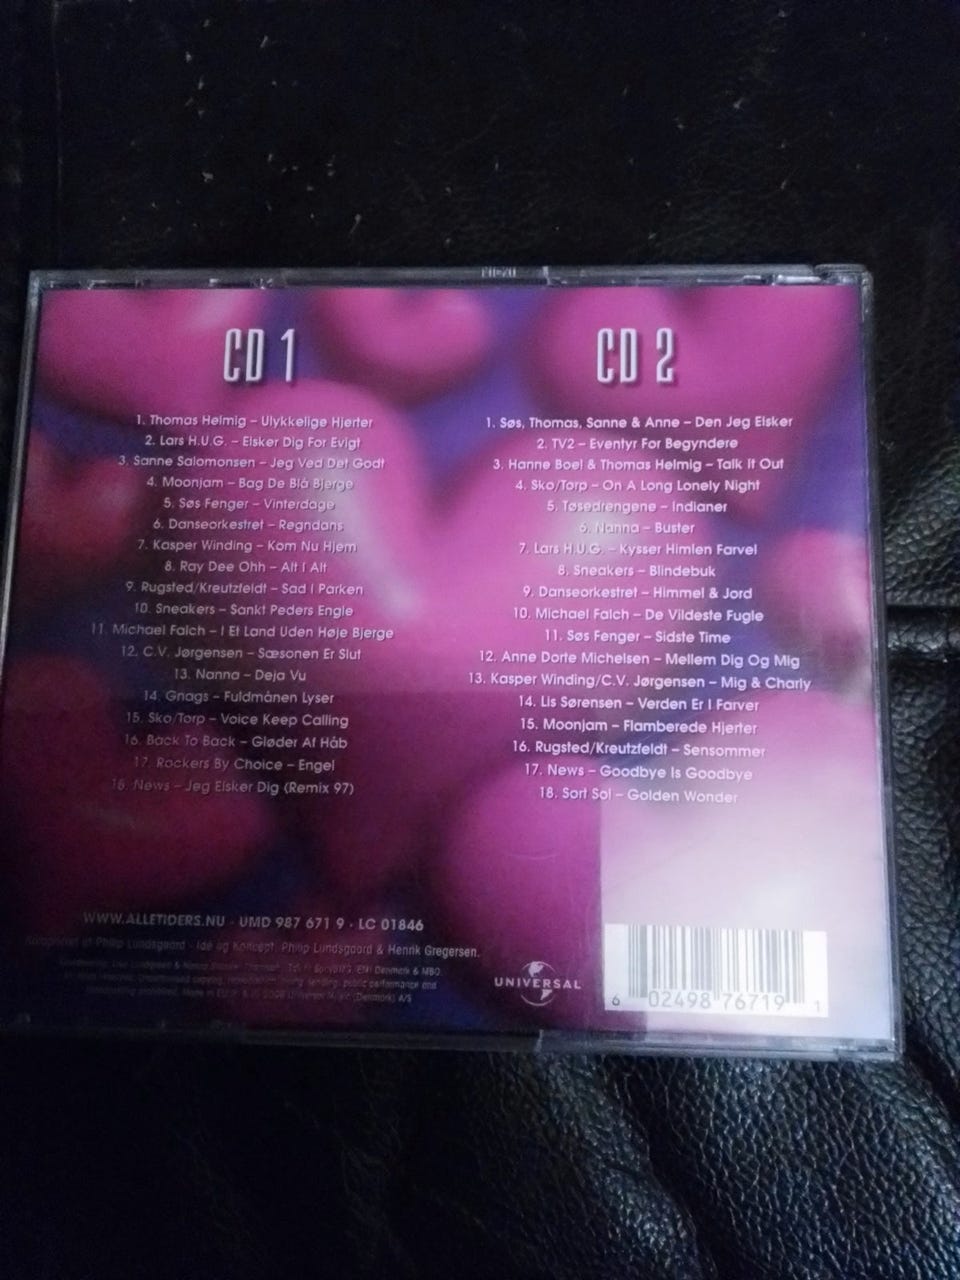 CD 1
1. Thomas Helmig – Ulykkelige Hjerter
2. Lars H.U.G. – Elsker Dig For Evigt
3. Sanne Salomonsen – Jeg Ved Det Godt
4. Moonjam – Bag De Blå Bjerge
5. Søs Fenger – Vinterdage
6. Danseorkestret – Regndans
7. Kasper Winding – Kom Nu Hjem
8. Ray Dee Ohh – Alt I Alt
9. Rugsted/Kreutzfeldt – Sad I Parken
10. Sneakers – Sankt Peders Engle
11. Michael Falch – I Et Land Uden Høje Bjerge
12. C.V. Jørgensen – Sæsonen Er Slut
13. Nanna – Deja Vu
14. Gnags – Fuldmånen Lyser
15. Sko/Torp – Voice Keep Calling
16. Back To Back – Gløder Af Håb
17. Rockers By Choice – Engel
18. News – Jeg Elsker Dig (Remix 97)
CD 2
1. Søs, Thomas, Sanne & Anne – Den Jeg Elsker
2. TV2 – Eventyr For Begyndere
3. Hanne Boel & Thomas Helmig – Talk It Out
4. Sko/Torp – On A Long Lonely Night
5. Tøsedrengene – Indianer
6. Nanna – Buster
7. Lars H.U.G. – Kysser Himlen Farvel
8. Sneakers – Blindebuk
9. Danseorkestret – Himmel & Jord
10. Michael Falch – De Vildeste Fugle
11. Søs Fenger – Sidste Time
12. Anne Dorte Michelsen – Mellem Dig Og Mig
13. Kasper Winding/C.V. Jørgensen – Mig & Charly
14. Lis Sørensen – Verden Er I Farver
15. Moonjam – Flamberede Hjerter
16. Rugsted/Kreutzfeldt – Sensommer
17. News – Goodbye Is Goodbye
18. Sort Sol – Golden Wonder
WWW.ALLETIDERS.NU · UMD 987 671 9 · LC 01846
af Philip Lundsgaard · Idé og Koncept: Philip Lundsgaard & Henrik Gregersen.
UNIVERSAL
6 02498 76719 1